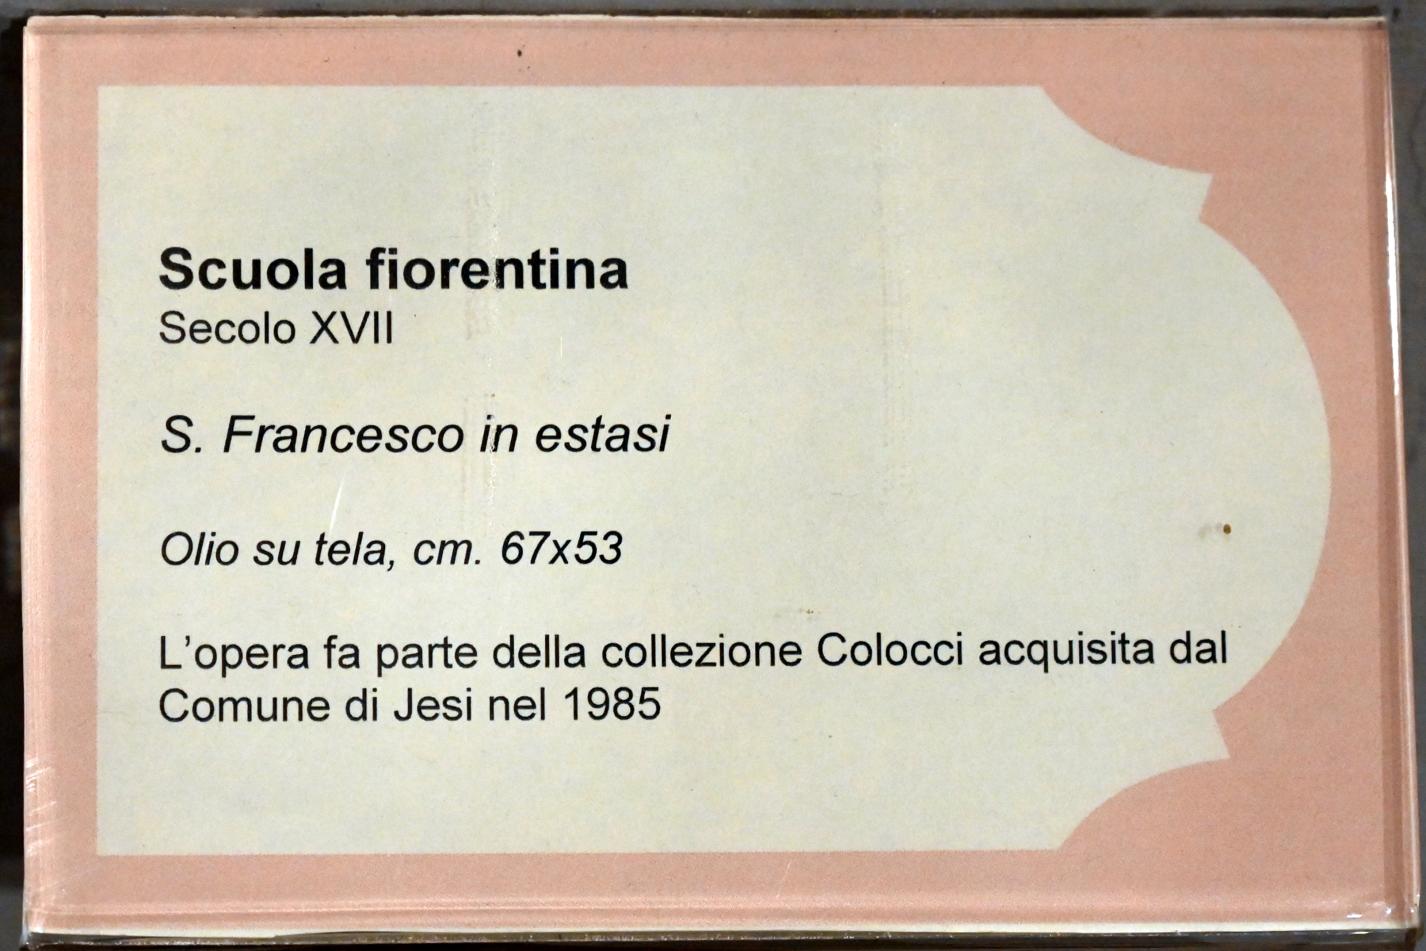 Scuola fiorentina
Secolo XVII
S. Francesco in estasi
Olio su tela, cm. 67x53
L'opera fa parte della collezione Colocci acquisita dal
Comune di Jesi nel 1985